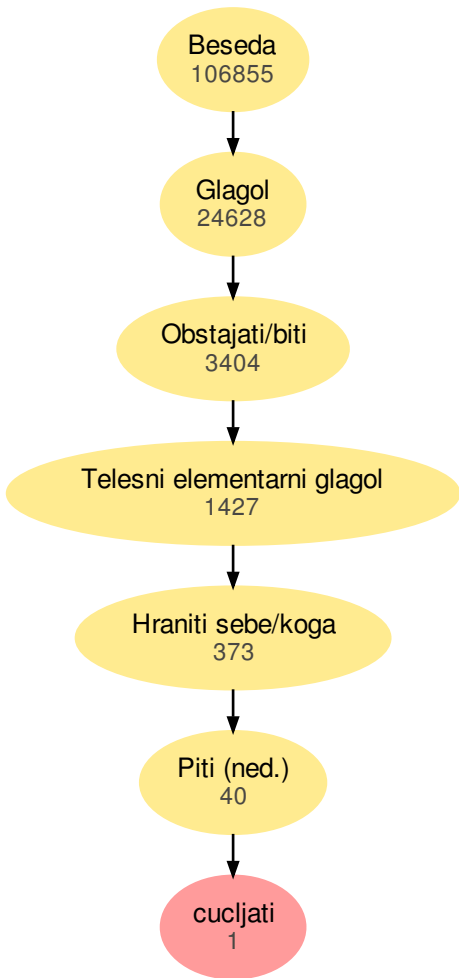 Beseda
106855
Glagol
24628
Obstajati/biti
3404
Telesni elementarni glagol
1427
Hraniti sebe/koga
373
Piti (ned.)
40
cucljati
1